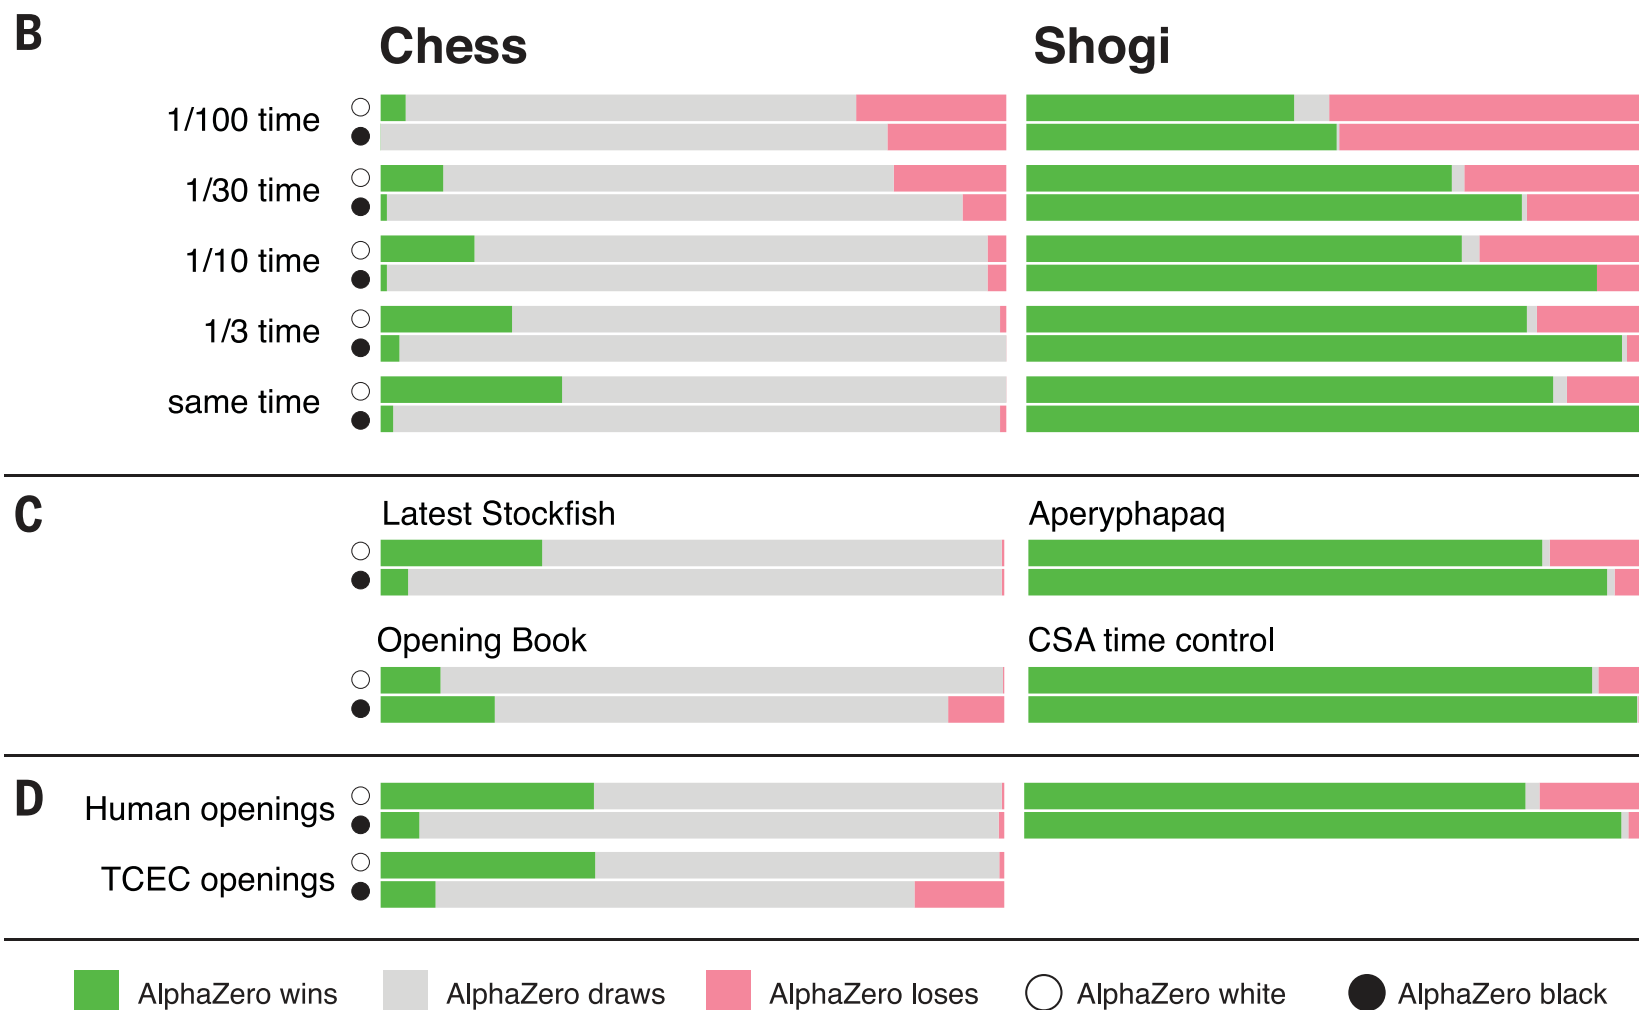 B
Chess
Shogi
1/100 time
1/30 time
1/10 time
1/3 time
same time
C
Latest Stockfish
Aperyphapaq
Opening Book
CSA time control
D
Human openings
TCEC openings
AlphaZero wins
AlphaZero draws
AlphaZero loses
AlphaZero white
AlphaZero black